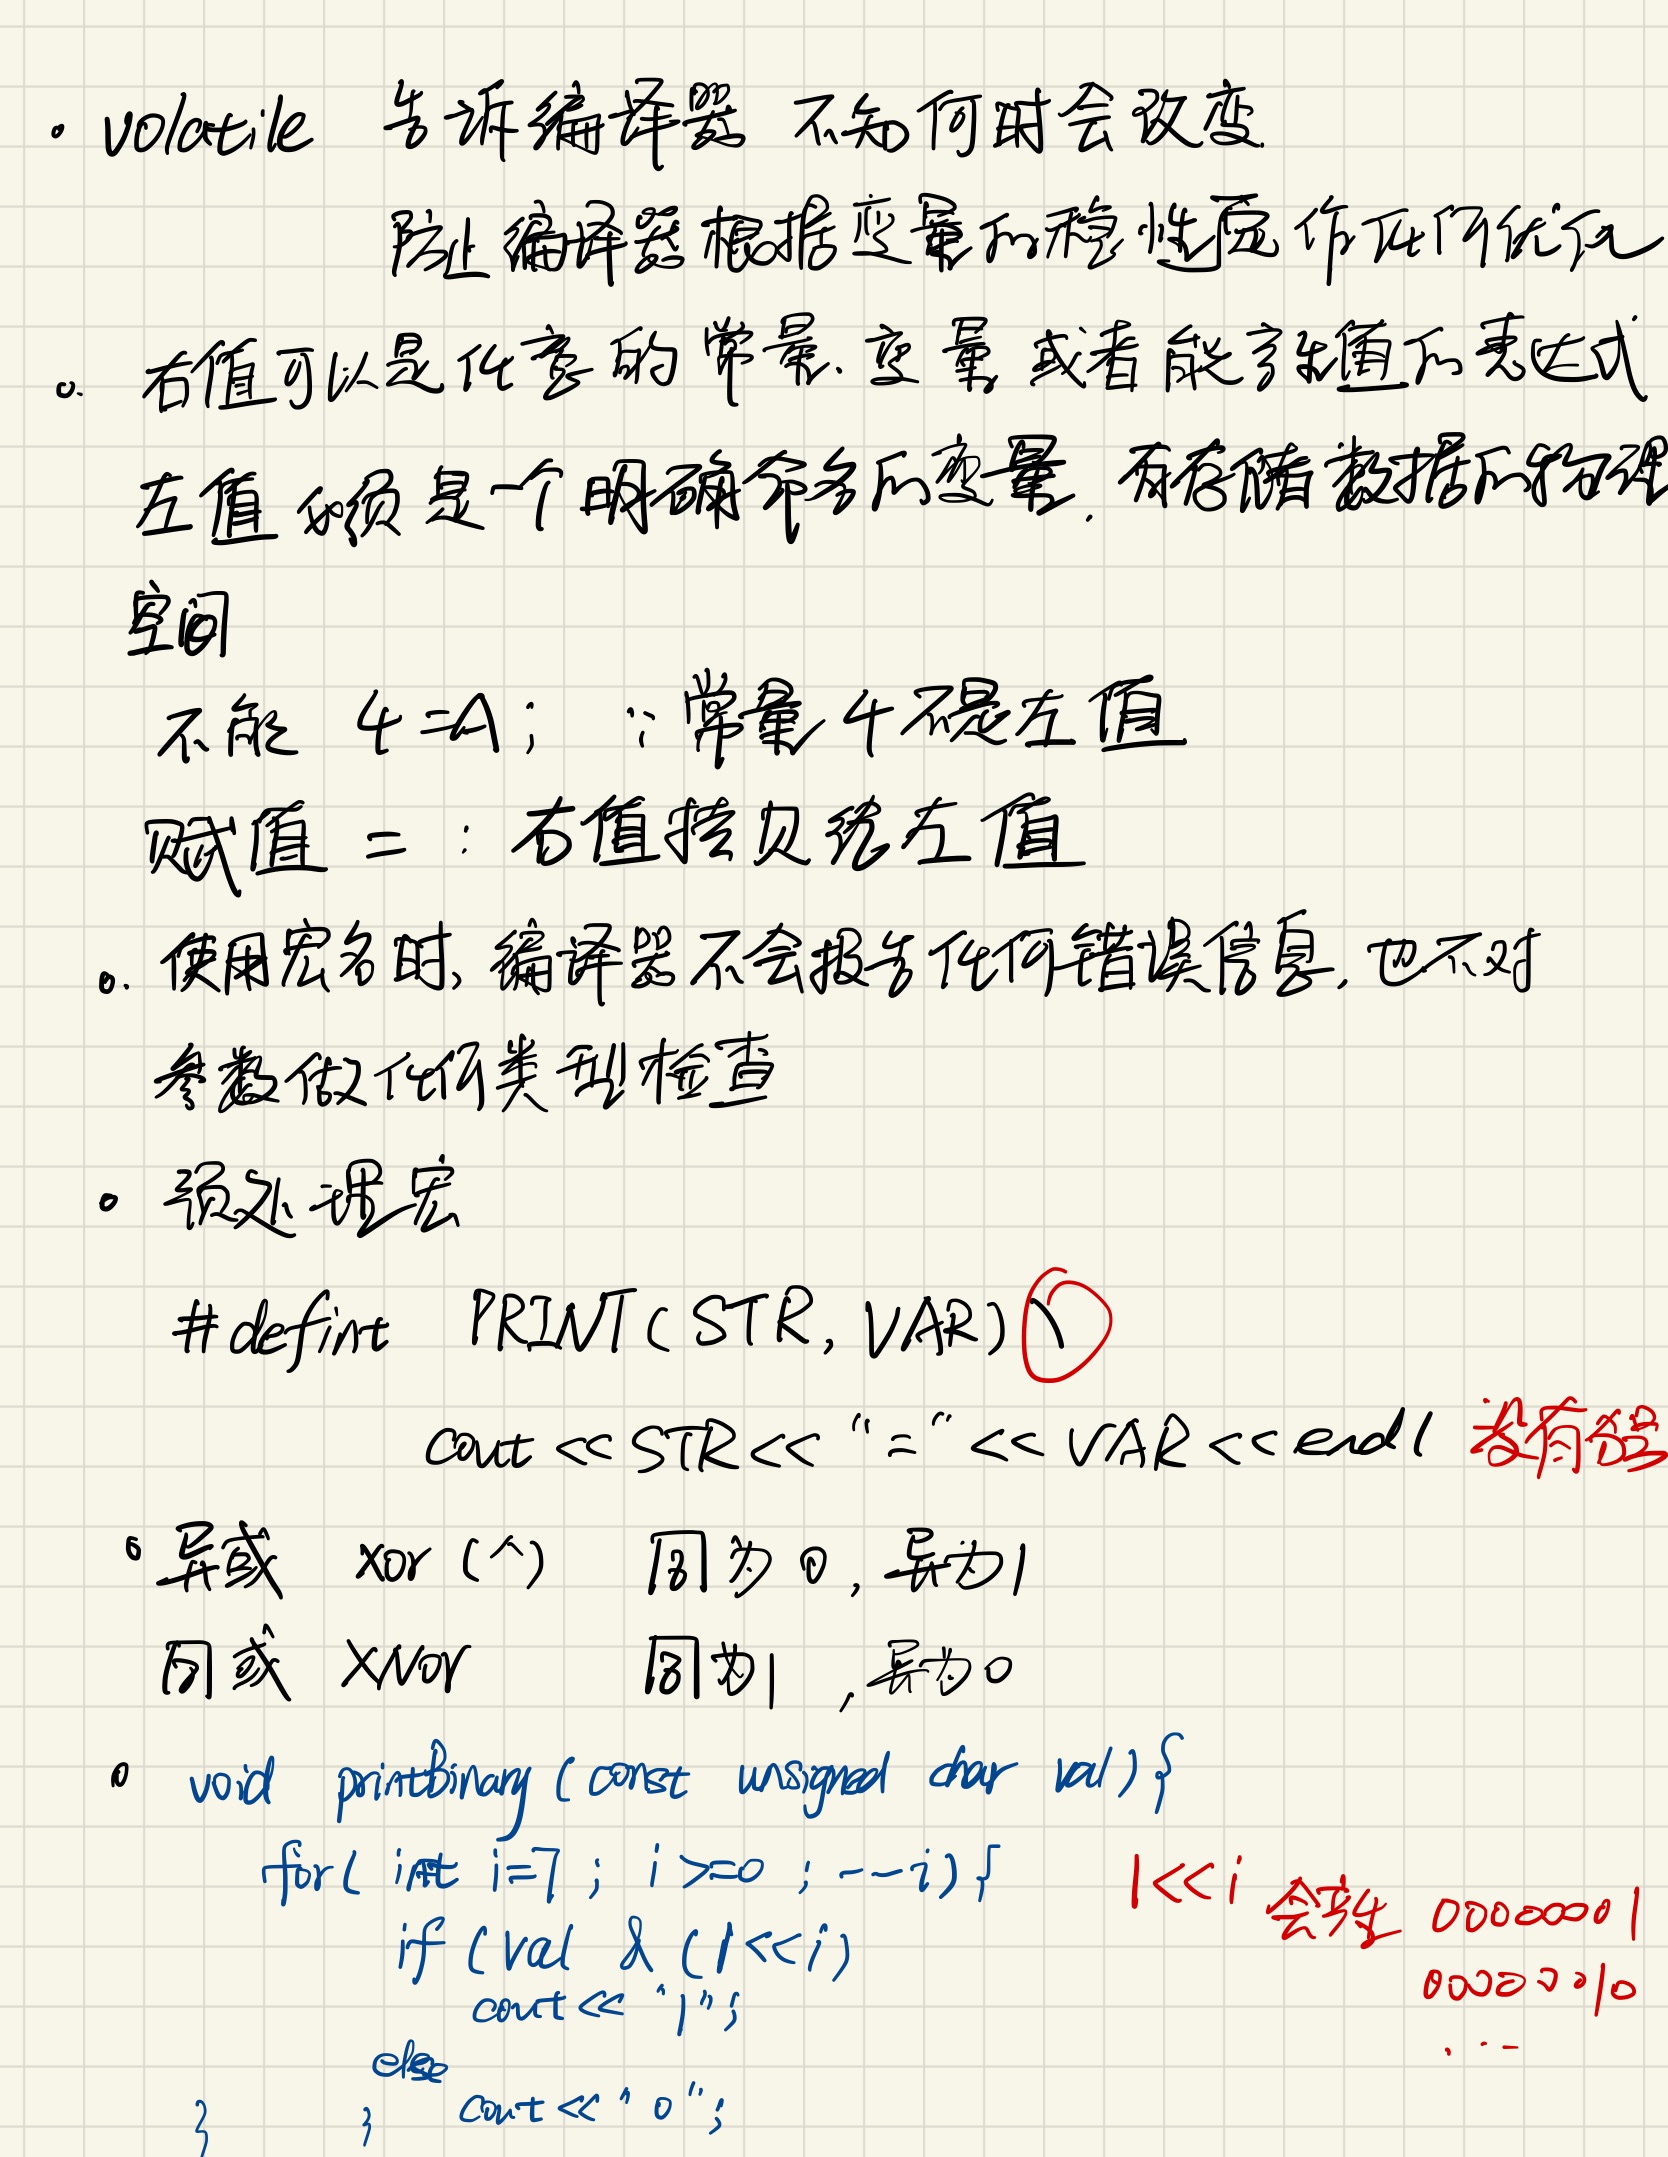 · volatile 告诉编译器 不知何时会改变
防止编译器根据变量的稳性定作任何优化
o. 右值可以是任意的常量、变量 或者能产生值的表达式
左值必须是一个明确命名的变量, 有存储数据的物理
空间
不能 4=A; ∵常量4不是左值
赋值 = : 右值拷贝给左值
o. 使用宏名时, 编译器不会报告任何错误信息, 也不对
参数做任何类型检查
o 预处理宏
#define PRINT(STR, VAR) \
cout << STR << "=" << VAR << endl 没有分号
o 异或 xor (^) 同为0, 异为1
同或 XNor 同为1, 异为0
o void printBinary (const unsigned char val) {
for( int i=7; i >=0 ; --i) {
if (val & (1<<i)
cout << "1";
else
cout << "0";
} }
1<<i 会产生 00000001
00000010
...